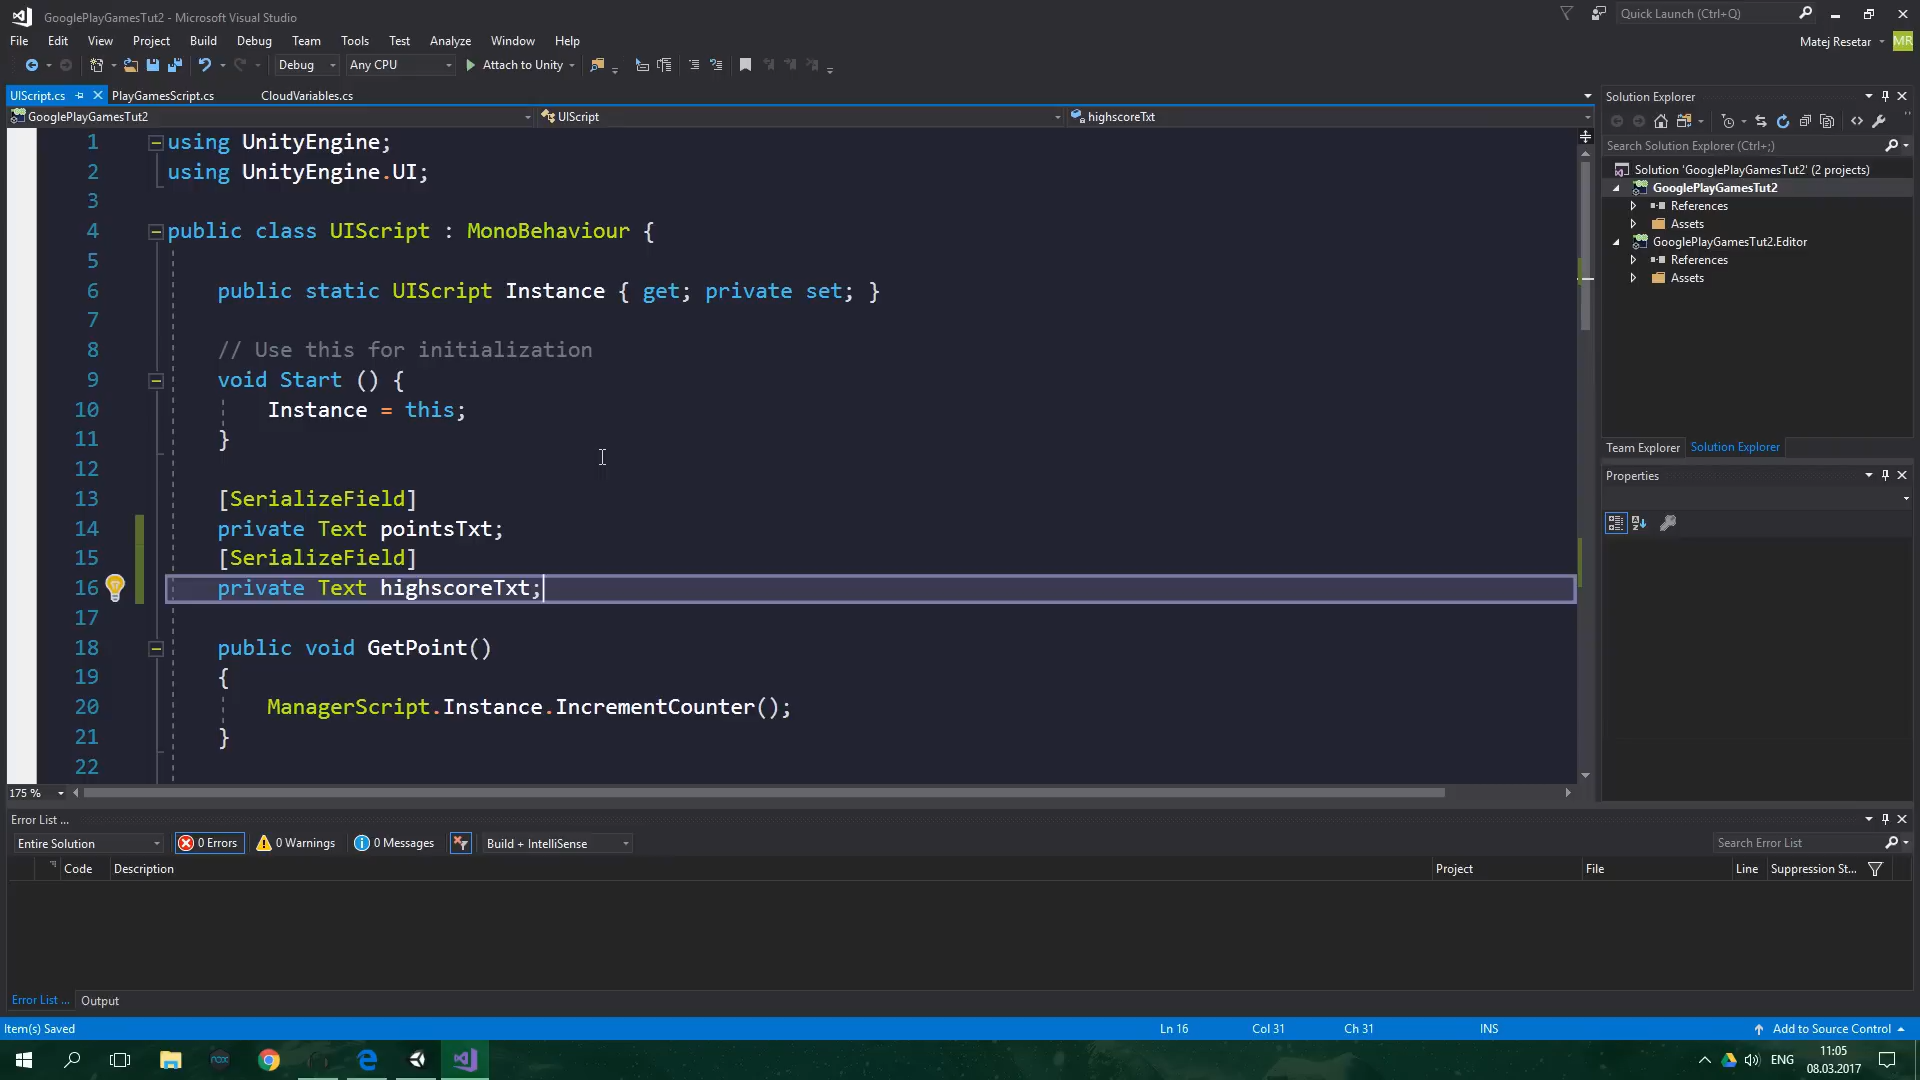 GooglePlayGamesTut2 - Microsoft Visual Studio
Quick Launch (Ctrl+Q)
File Edit View Project Build Debug Team Tools Test Analyze Window Help
Matej Resetar MR
Debug Any CPU Attach to Unity
UIScript.cs PlayGamesScript.cs CloudVariables.cs
GooglePlayGamesTut2 UIScript highscoreTxt
1 using UnityEngine;
2 using UnityEngine.UI;
3
4 public class UIScript : MonoBehaviour {
5
6 public static UIScript Instance { get; private set; }
7
8 // Use this for initialization
9 void Start () {
10 Instance = this;
11 }
12
13 [SerializeField]
14 private Text pointsTxt;
15 [SerializeField]
16 private Text highscoreTxt;
17
18 public void GetPoint()
19 {
20 ManagerScript.Instance.IncrementCounter();
21 }
22
175 %
Solution Explorer
Search Solution Explorer (Ctrl+;)
Solution 'GooglePlayGamesTut2' (2 projects)
GooglePlayGamesTut2
References
Assets
GooglePlayGamesTut2.Editor
References
Assets
Team Explorer Solution Explorer
Properties
Error List ...
Entire Solution 0 Errors 0 Warnings 0 Messages Build + IntelliSense Search Error List
Code Description Project File Line Suppression St...
Error List ... Output
Item(s) Saved Ln 16 Col 31 Ch 31 INS Add to Source Control
nox ENG 11:05
08.03.2017